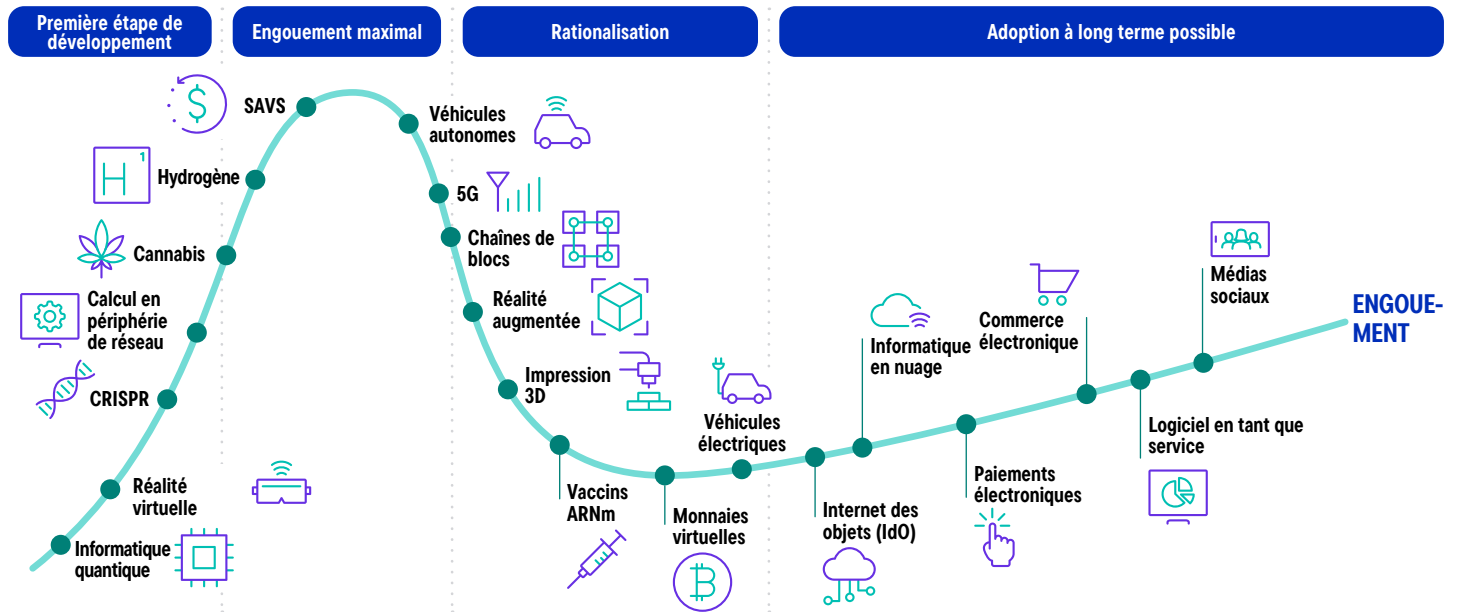 Première étape de
développement
Engouement maximal
Rationalisation
Adoption à long terme possible
$
SAVS
H
1
Hydrogène
Cannabis
Calcul en
périphérie
de réseau
CRISPR
Réalité
virtuelle
Informatique
quantique
Véhicules
autonomes
5G
Chaînes de
blocs
Réalité
augmentée
Impression
3D
Vaccins
ARNm
Monnaies
virtuelles
Véhicules
électriques
Internet des
objets (IdO)
Informatique
en nuage
Paiements
électroniques
Commerce
électronique
Logiciel en tant que
service
Médias
sociaux
ENGOUE-
MENT